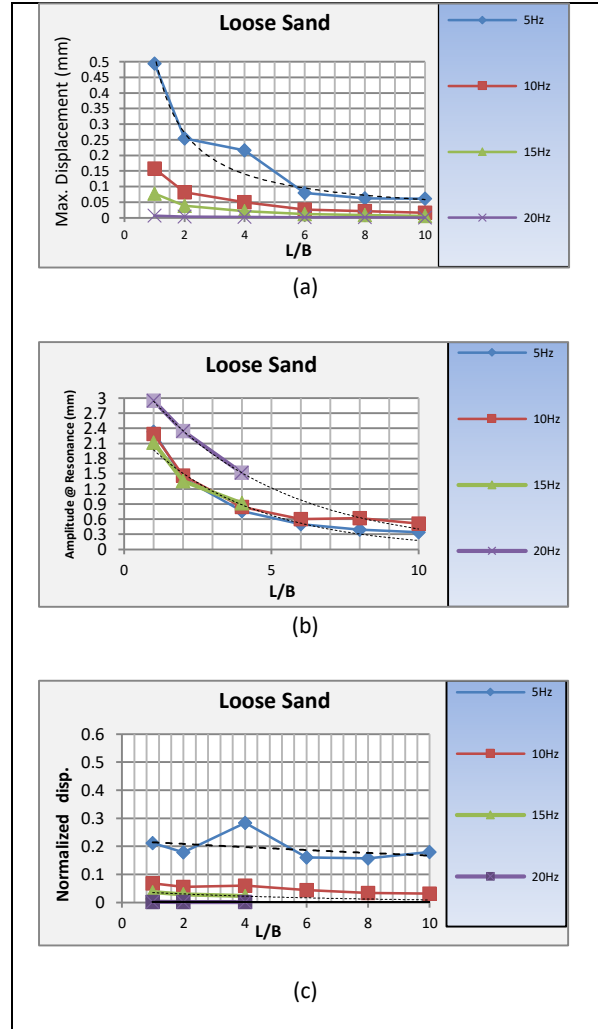 Loose Sand
Max. Displacement (mm)
0.5
0.45
0.4
0.35
0.3
0.25
0.2
0.15
0.1
0.05
0
0 2 4 6 8 10
L/B
5Hz
10Hz
15Hz
20Hz
(a)
Loose Sand
Amplitude @ Resonance (mm)
3
2.7
2.4
2.1
1.8
1.5
1.2
0.9
0.6
0.3
0
0 5 10
L/B
5Hz
10Hz
15Hz
20Hz
(b)
Loose Sand
Normalized disp.
0.6
0.5
0.4
0.3
0.2
0.1
0
0 2 4 6 8 10
L/B
5Hz
10Hz
15Hz
20Hz
(c)